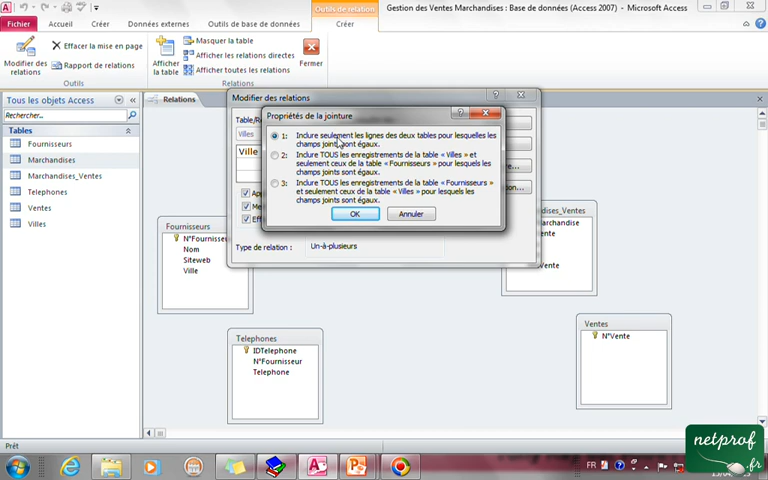 Outils de relation
Gestion des Ventes Marchandises : Base de données (Access 2007) - Microsoft Access
Fichier
Accueil
Créer
Données externes
Outils de base de données
Créer
Modifier des
relations
Effacer la mise en page
Rapport de relations
Outils
Afficher
la table
Masquer la table
Afficher les relations directes
Afficher toutes les relations
Relations
Fermer
Tous les objets Access
Rechercher...
Tables
Fournisseurs
Marchandises
Marchandises_Ventes
Telephones
Ventes
Villes
Relations
Modifier des relations
Table/Re
Villes
Ville
Type de relation :
Un-à-plusieurs
Propriétés de la jointure
1:
Inclure seulement les lignes des deux tables pour lesquelles les
champs joints sont égaux.
2:
Inclure TOUS les enregistrements de la table « Villes » et
seulement ceux de la table « Fournisseurs » pour lesquels les
champs joints sont égaux.
3:
Inclure TOUS les enregistrements de la table « Fournisseurs »
et seulement ceux de la table « Villes » pour lesquels les
champs joints sont égaux.
OK
Annuler
Fournisseurs
N°Fournisseu
Nom
Siteweb
Ville
Telephones
IDTelephone
N°Fournisseur
Telephone
dises_Ventes
archandise
ente
Vente
Ventes
N°Vente
Prêt
FR
netprof
.fr